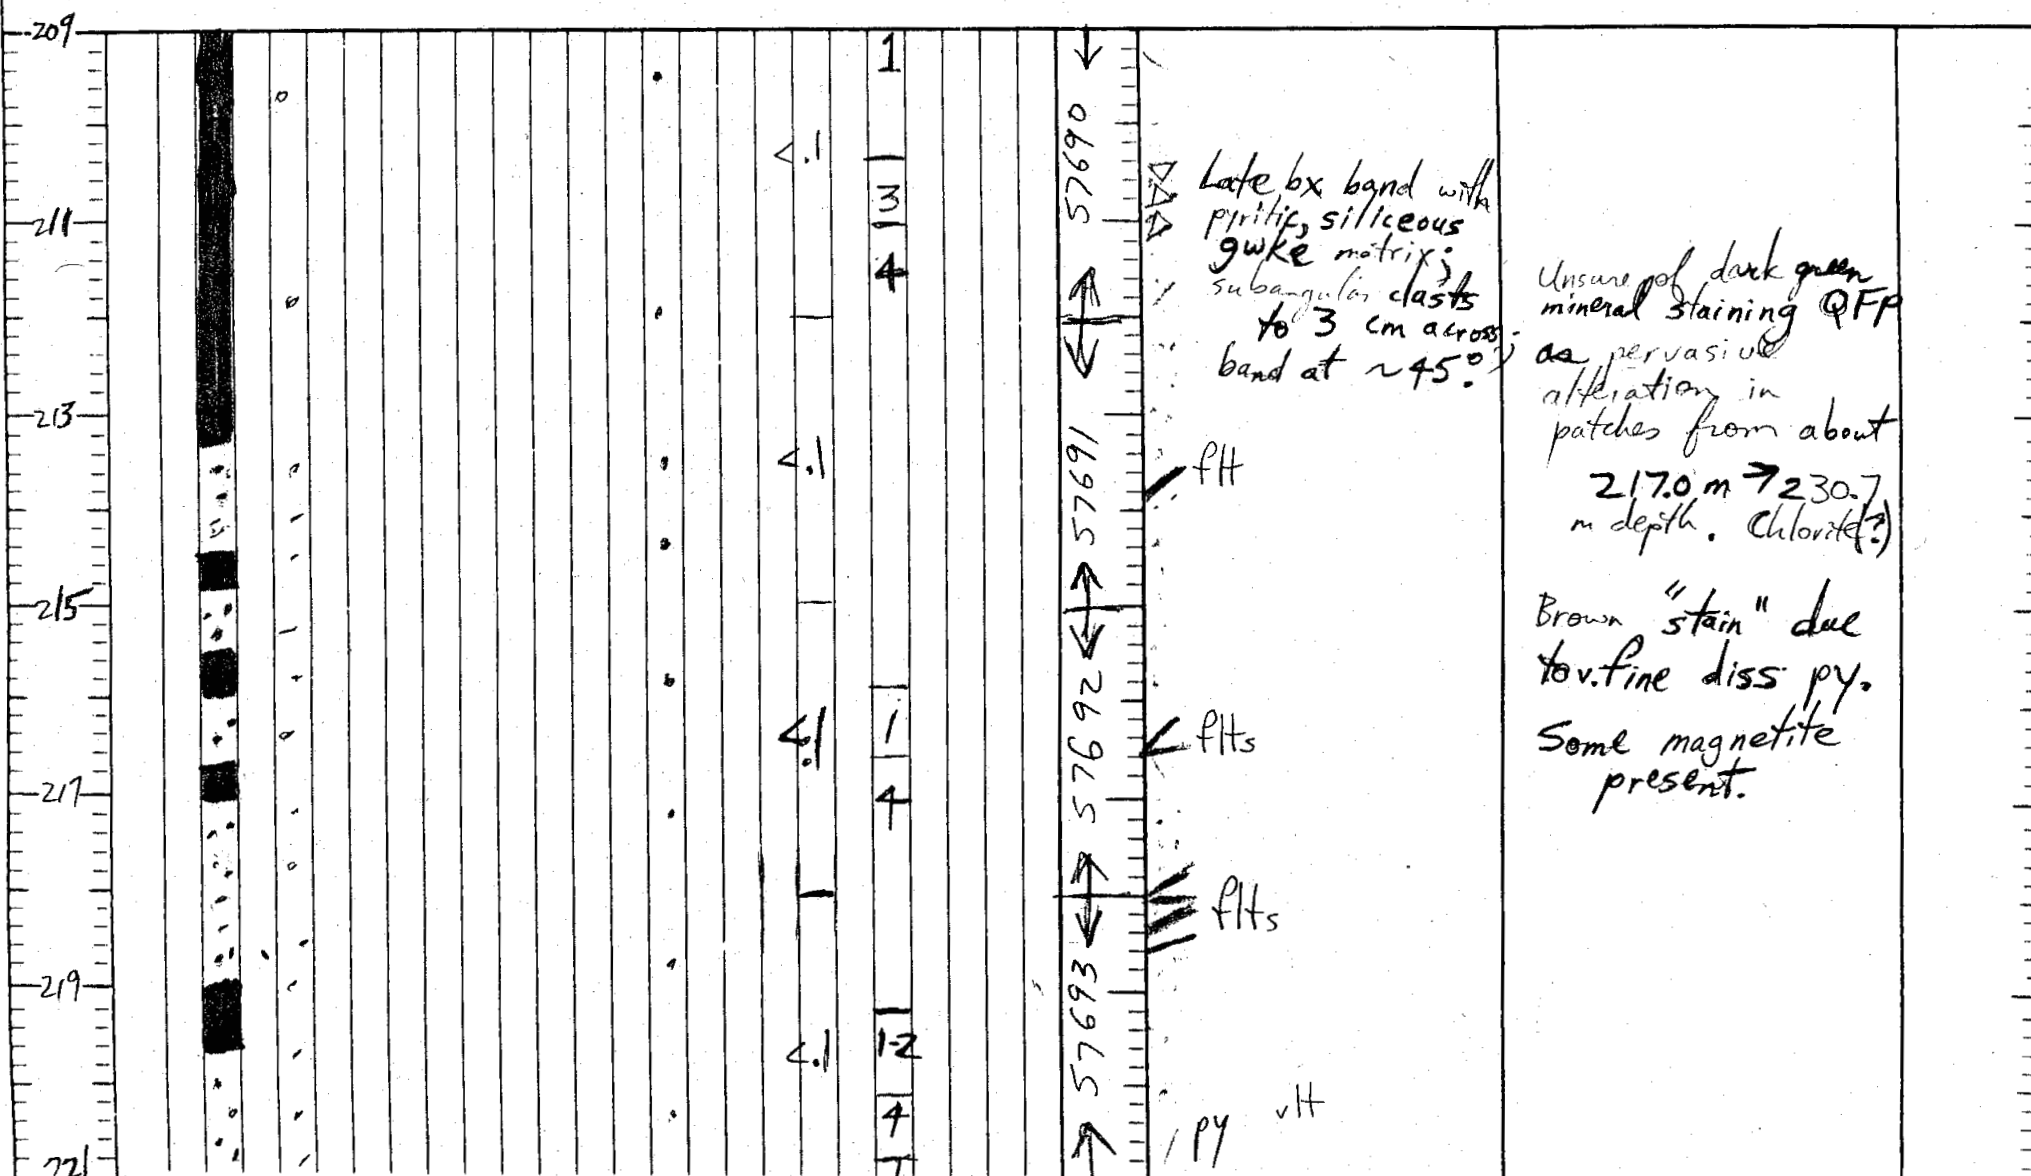 209
211
213
215
217
219
221
<.1
<.1
<.1
<.1
1
3
4
1
4
1-2
4
1
57690
57691
57692
57693
Late bx band with
pyritic, siliceous
gwke matrix;
subangular clasts
to 3 cm across;
band at ~45°.
flt
flts
flts
py vlt
Unsure of dark green
mineral staining QFP
as pervasive
alteration in
patches from about
217.0 m → 230.7
m depth. Chlorite(?)
Brown "stain" due
to v. fine diss py.
Some magnetite
present.